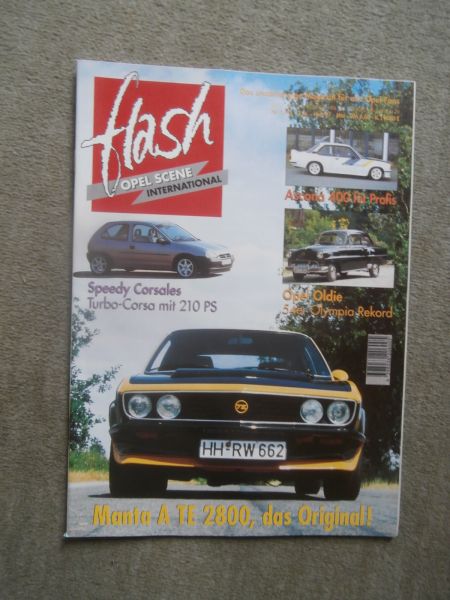 flash
OPEL SCENE
INTERNATIONAL
Ascona 400 für Profis
Speedy Corsales
Turbo-Corsa mit 210 PS
Opel Oldie
Olympia Rekord
TE
HH RW 662
Manta A TE 2800, das Original!